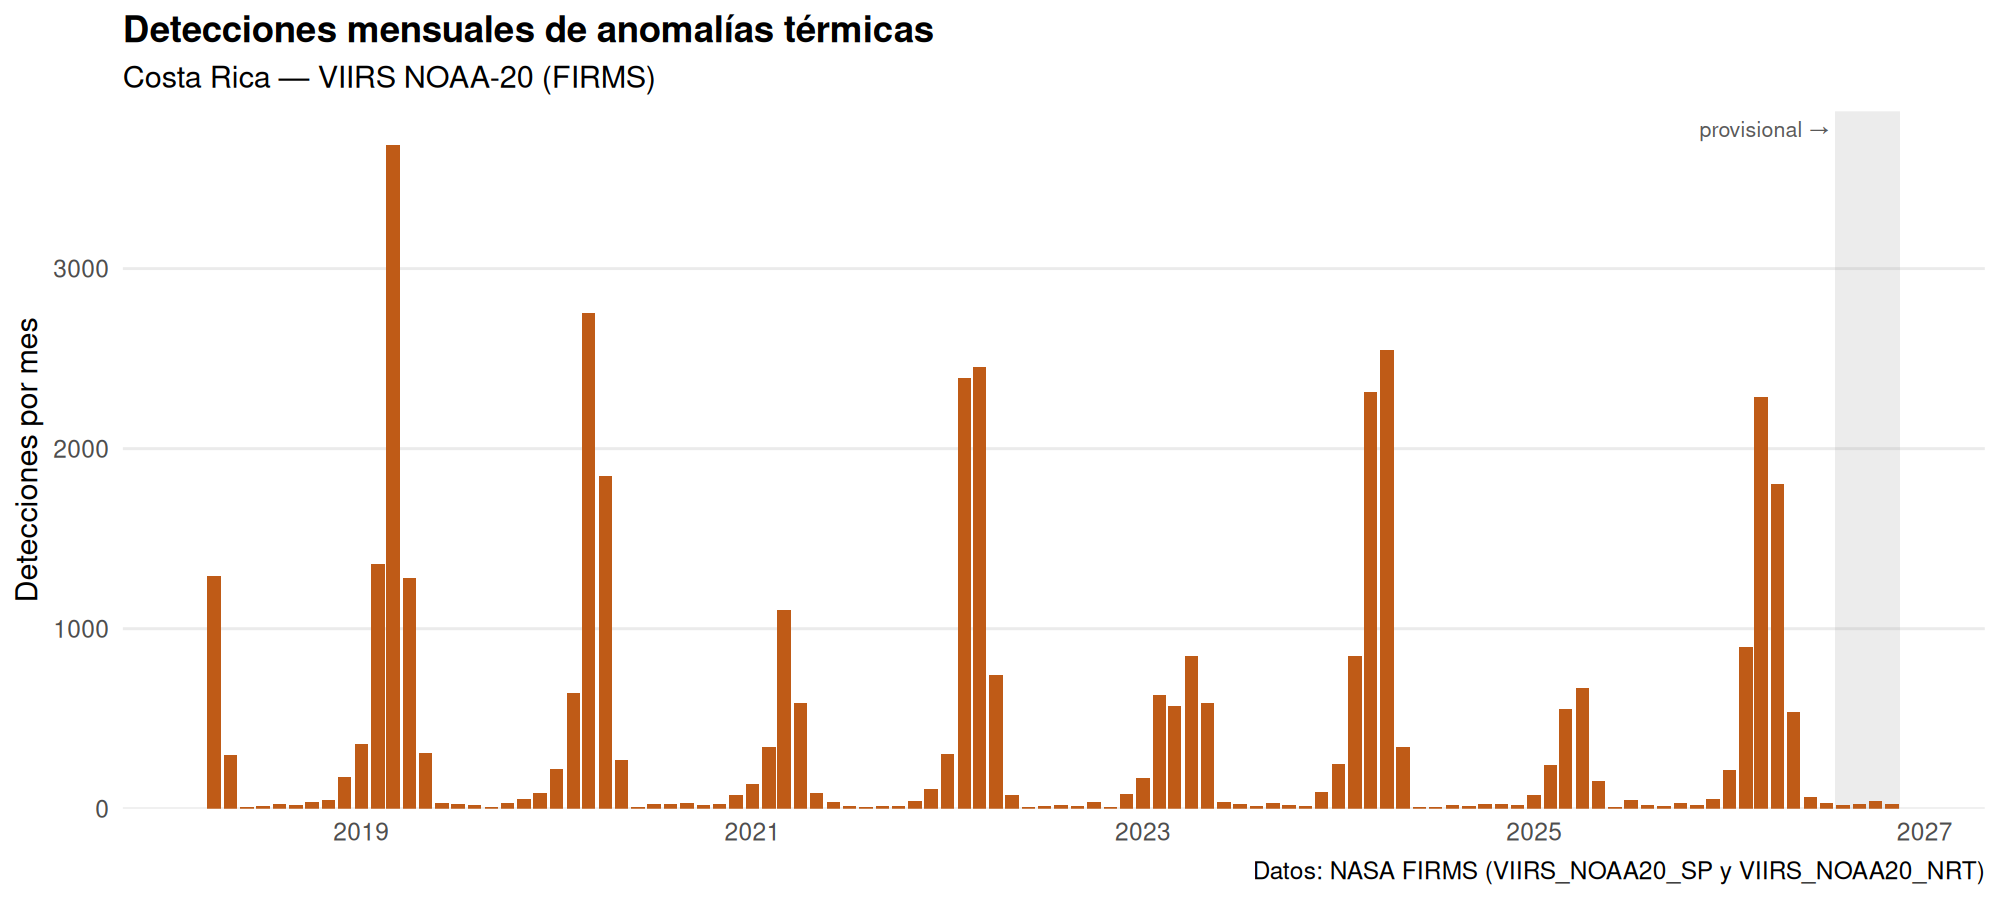 Detecciones mensuales de anomalías térmicas
Costa Rica — VIIRS NOAA-20 (FIRMS)
provisional →
Detecciones por mes
3000
2000
1000
0
2019
2021
2023
2025
2027
Datos: NASA FIRMS (VIIRS_NOAA20_SP y VIIRS_NOAA20_NRT)